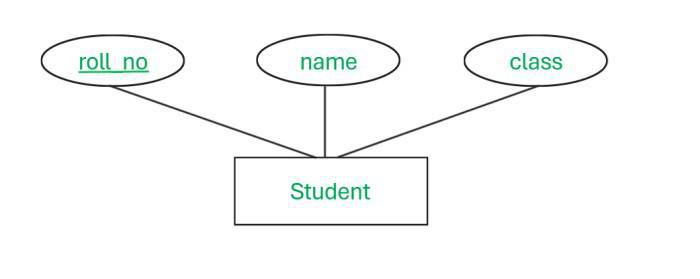 roll_no
name
class
Student